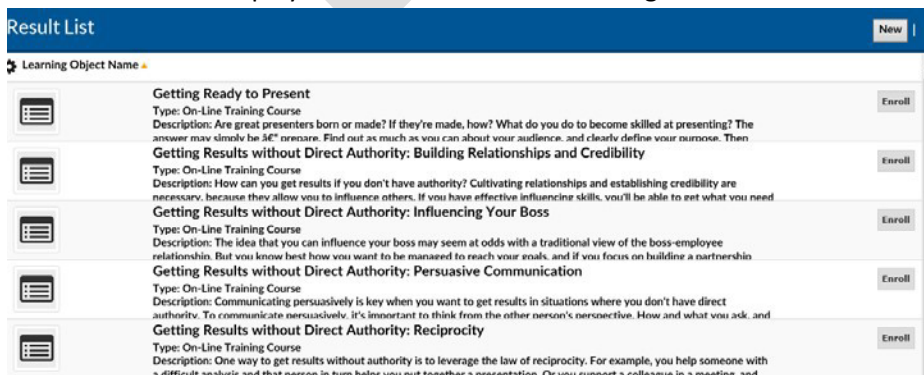 Result List
New |
Learning Object Name
Getting Ready to Present
Type: On-Line Training Course
Enroll
Description: Are great presenters born or made? If they're made, how? What do you do to become skilled at presenting? The
answer may simply be â€" prepare. Find out as much as you can about your audience, and clearly define your purpose. Then
Getting Results without Direct Authority: Building Relationships and Credibility
Type: On-Line Training Course
Enroll
Description: How can you get results if you don't have authority? Cultivating relationships and establishing credibility are
necessary, because they allow you to influence others. If you have effective influencing skills, you'll be able to get what you need
Getting Results without Direct Authority: Influencing Your Boss
Type: On-Line Training Course
Enroll
Description: The idea that you can influence your boss may seem at odds with a traditional view of the boss-employee
relationship. But you know best how you want to be managed to reach your goals, and if you focus on building a partnership
Getting Results without Direct Authority: Persuasive Communication
Type: On-Line Training Course
Enroll
Description: Communicating persuasively is key when you want to get results in situations where you don't have direct
authority. To communicate persuasively, it's important to think from the other person's perspective. How and what you ask, and
Getting Results without Direct Authority: Reciprocity
Type: On-Line Training Course
Enroll
Description: One way to get results without authority is to leverage the law of reciprocity. For example, you help someone with
a difficult analysis and that person in turn helps you put together a presentation. Or you support a colleague in a meeting, and